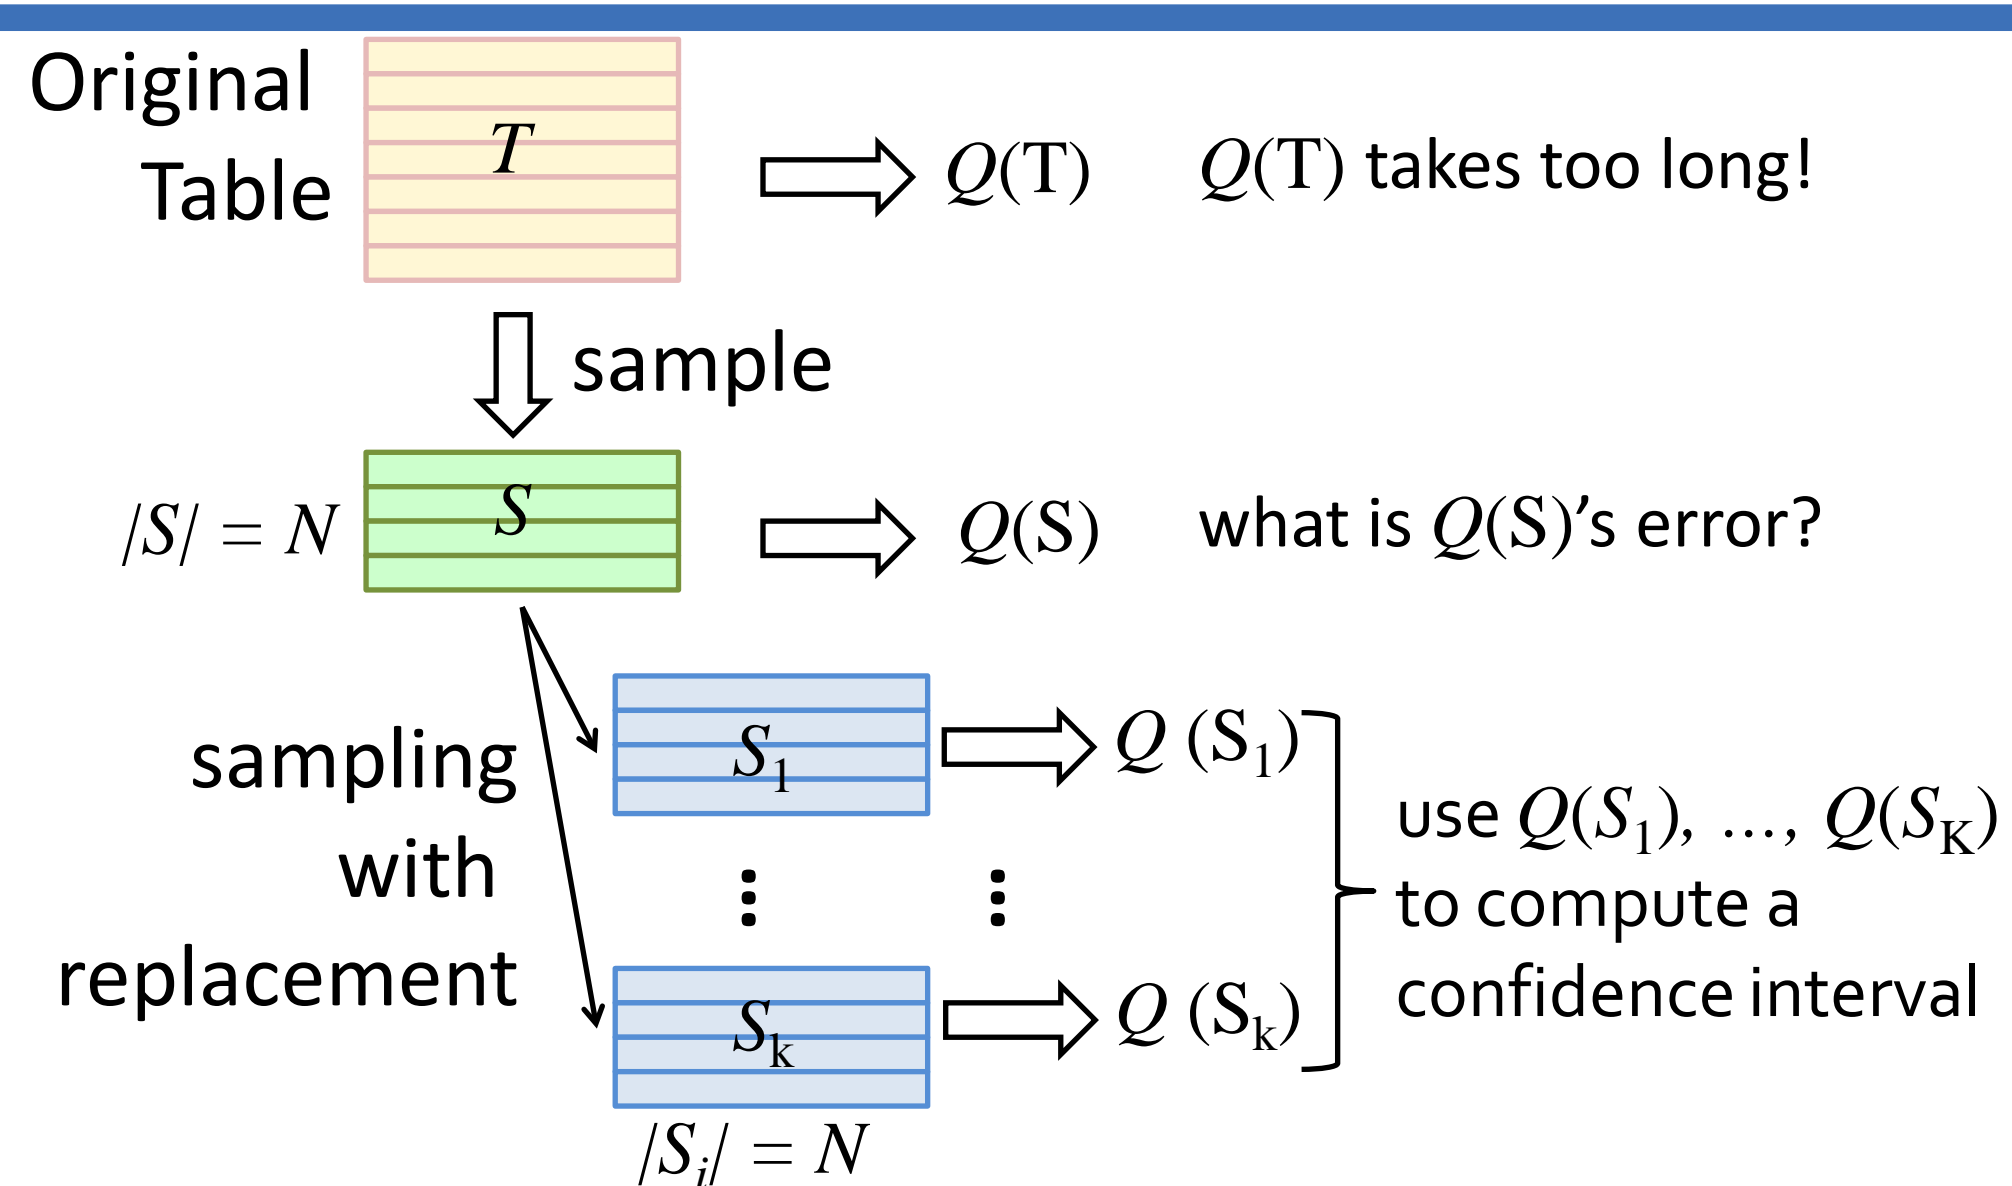 Original
Table
T
Q(T)
Q(T) takes too long!
sample
|S| = N
S
Q(S)
what is Q(S)’s error?
sampling
with
replacement
S1
Q (S1)
⋮ ⋮
Sk
Q (Sk)
|Si| = N
use Q(S1), ..., Q(SK)
to compute a
confidence interval